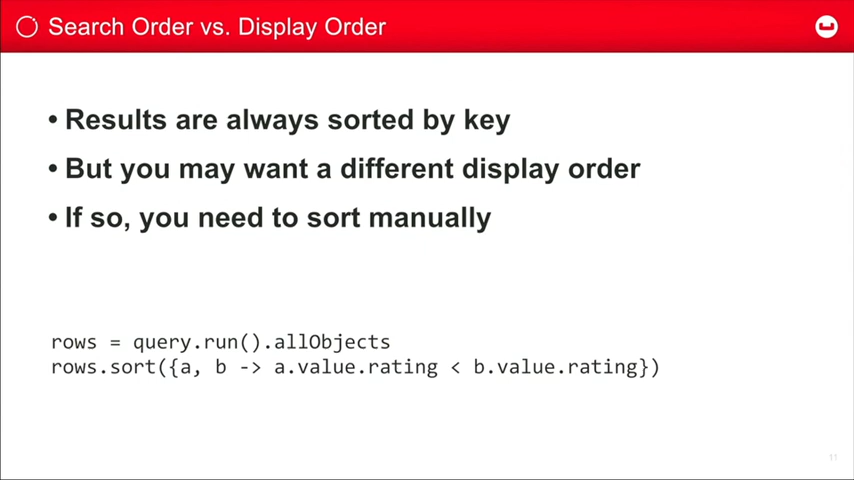 Search Order vs. Display Order
• Results are always sorted by key
• But you may want a different display order
• If so, you need to sort manually
rows = query.run().allObjects
rows.sort({a, b -> a.value.rating < b.value.rating})
11